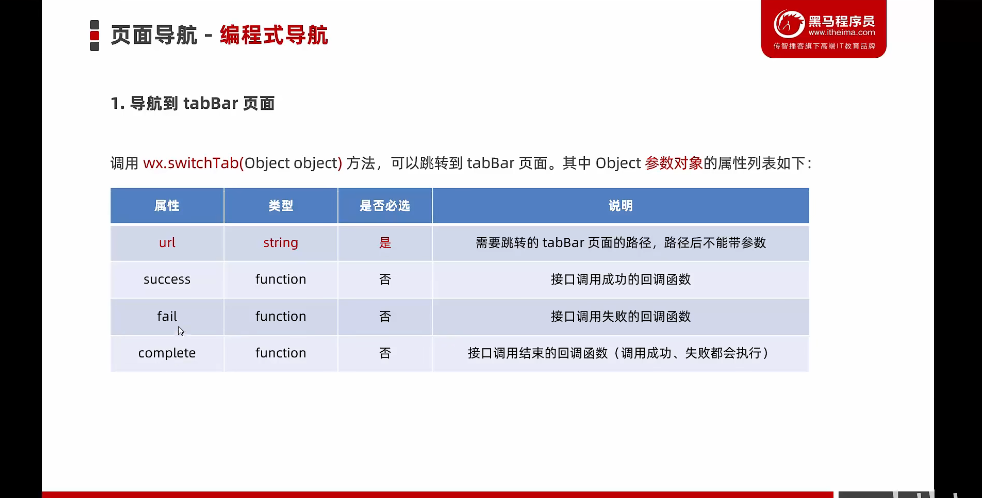 页面导航 - 编程式导航
黑马程序员
www.itheima.com
传智播客旗下高端IT教育品牌
1. 导航到 tabBar 页面
调用 wx.switchTab(Object object) 方法，可以跳转到 tabBar 页面。其中 Object 参数对象的属性列表如下：
属性 类型 是否必选 说明
url string 是 需要跳转的 tabBar 页面的路径，路径后不能带参数
success function 否 接口调用成功的回调函数
fail function 否 接口调用失败的回调函数
complete function 否 接口调用结束的回调函数（调用成功、失败都会执行）